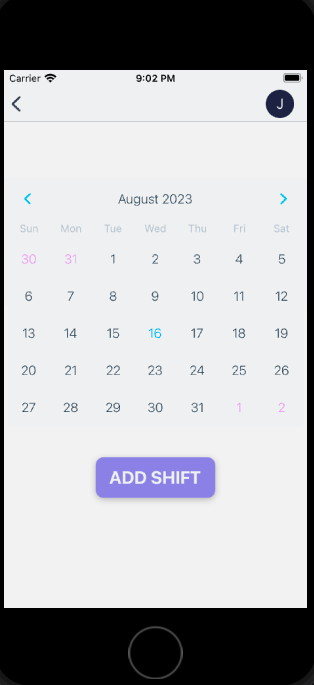 Carrier 9:02 PM
J
August 2023
Sun Mon Tue Wed Thu Fri Sat
30 31 1 2 3 4 5
6 7 8 9 10 11 12
13 14 15 16 17 18 19
20 21 22 23 24 25 26
27 28 29 30 31 1 2
ADD SHIFT